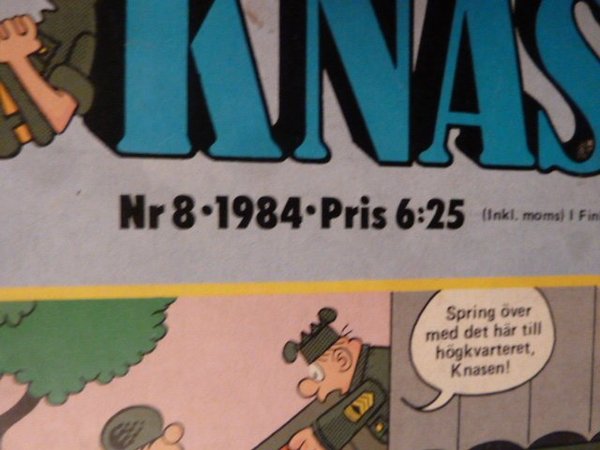 KNAS
Nr 8 • 1984 • Pris 6:25 (Inkl. moms) I Fin
Spring över
med det här till
högkvarteret,
Knasen!